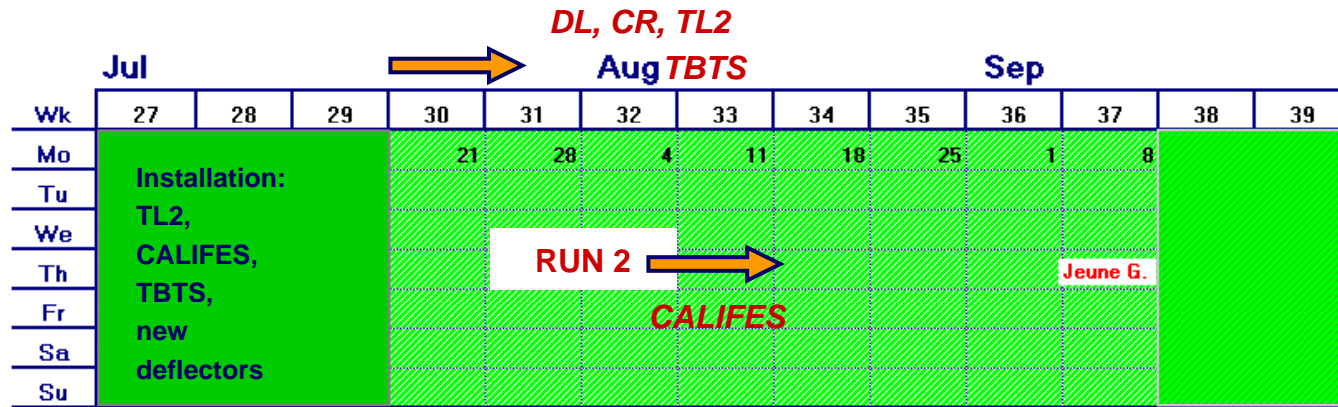 DL, CR, TL2
Jul Aug TBTS Sep
Wk 27 28 29 30 31 32 33 34 35 36 37 38 39
Mo 21 28 4 11 18 25 1 8
Installation:
Tu
TL2,
We
CALIFES,
RUN 2
Th Jeune G.
TBTS,
Fr CALIFES
new
Sa
deflectors
Su